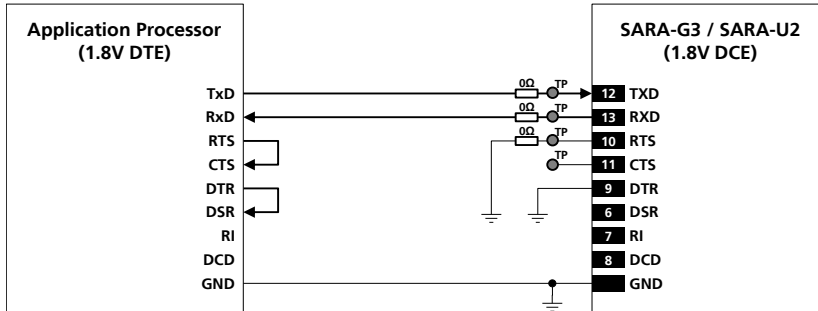 Application Processor
(1.8V DTE)
SARA-G3 / SARA-U2
(1.8V DCE)
TxD 0Ω TP 12 TXD
RxD 0Ω TP 13 RXD
RTS 0Ω TP 10 RTS
CTS TP 11 CTS
DTR 9 DTR
DSR 6 DSR
RI 7 RI
DCD 8 DCD
GND GND